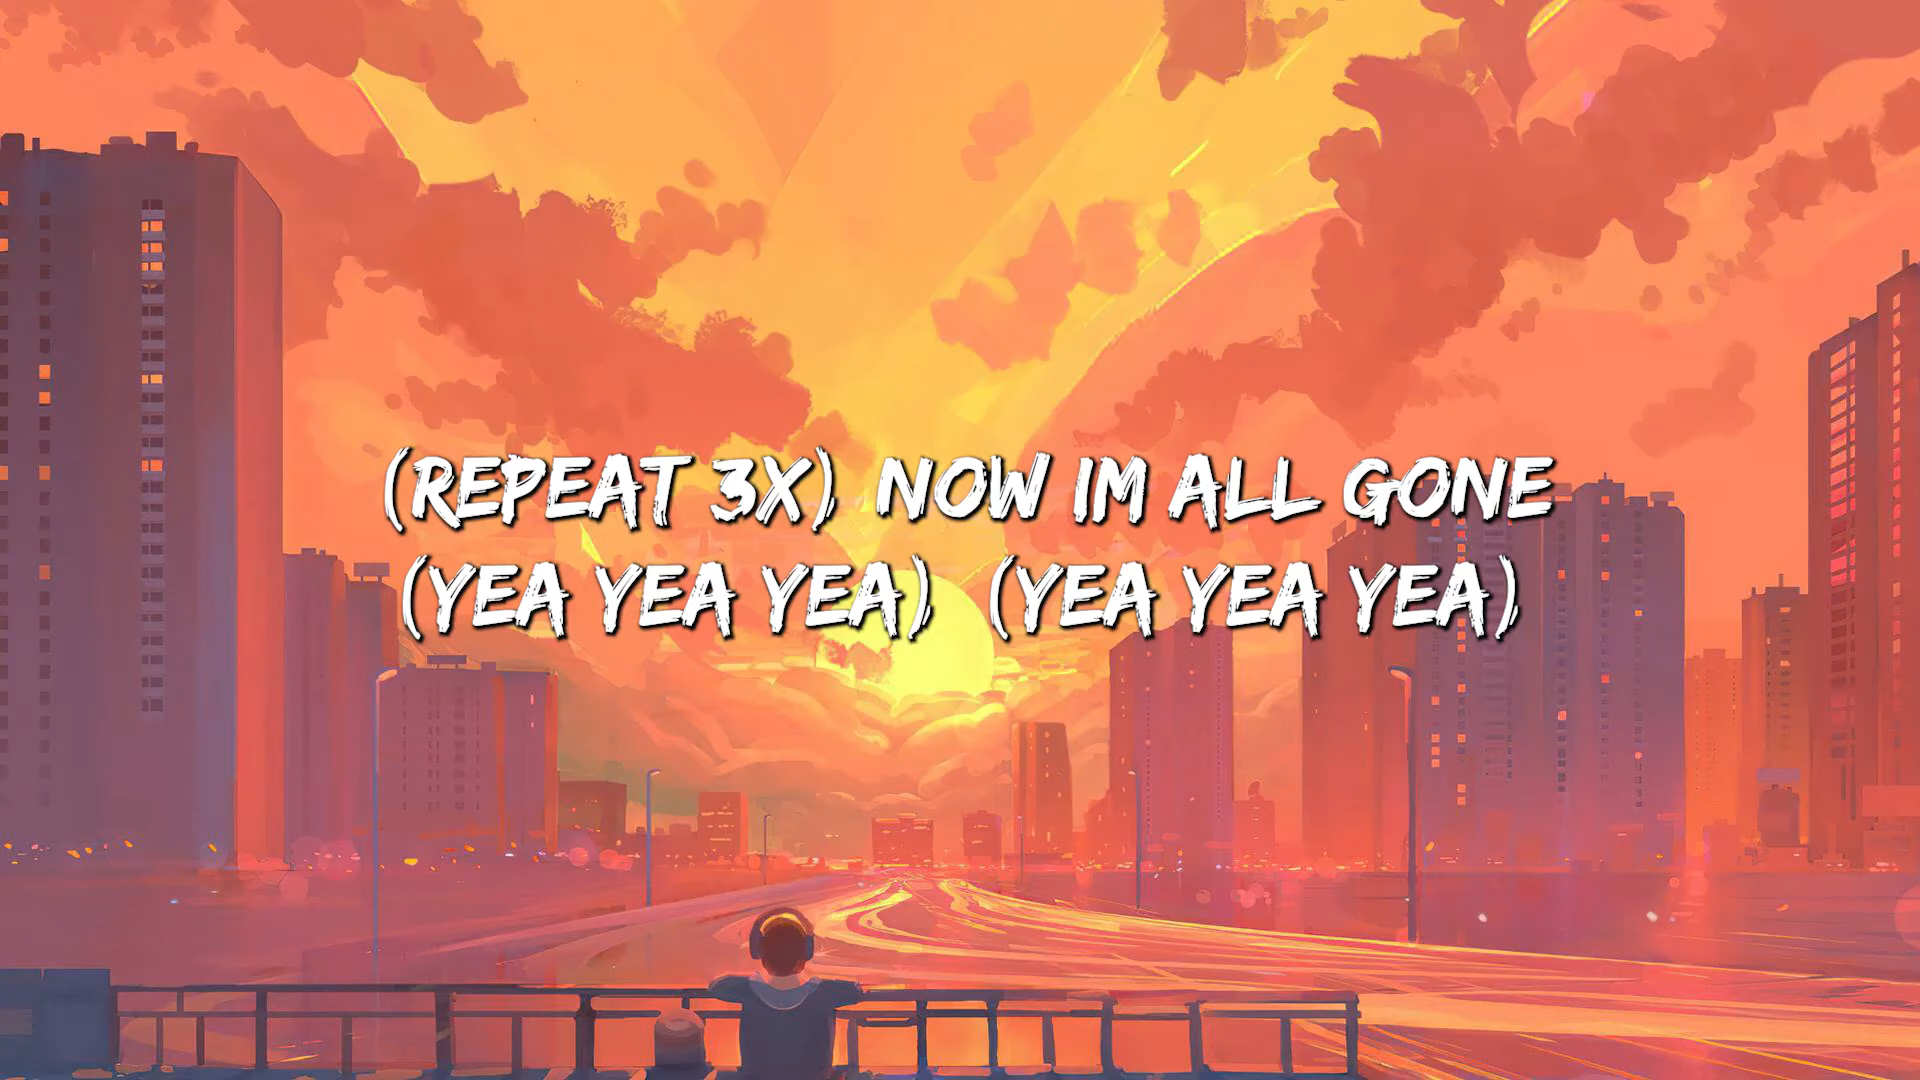 (REPEAT 3X) NOW IM ALL GONE
(YEA YEA YEA) (YEA YEA YEA)